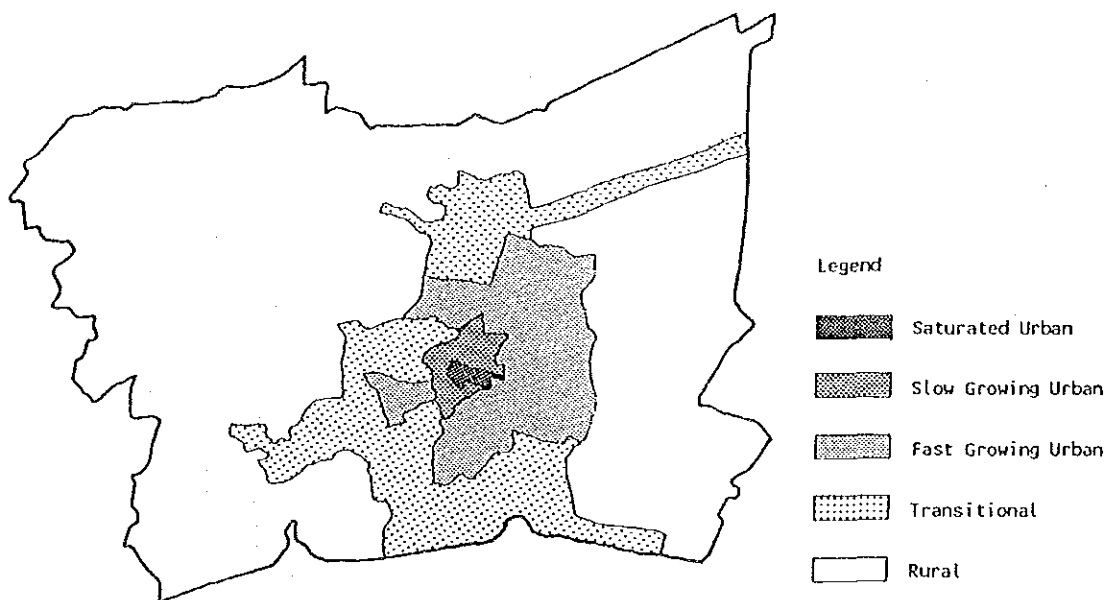 Legend
Saturated Urban
Slow Growing Urban
Fast Growing Urban
Transitional
Rural